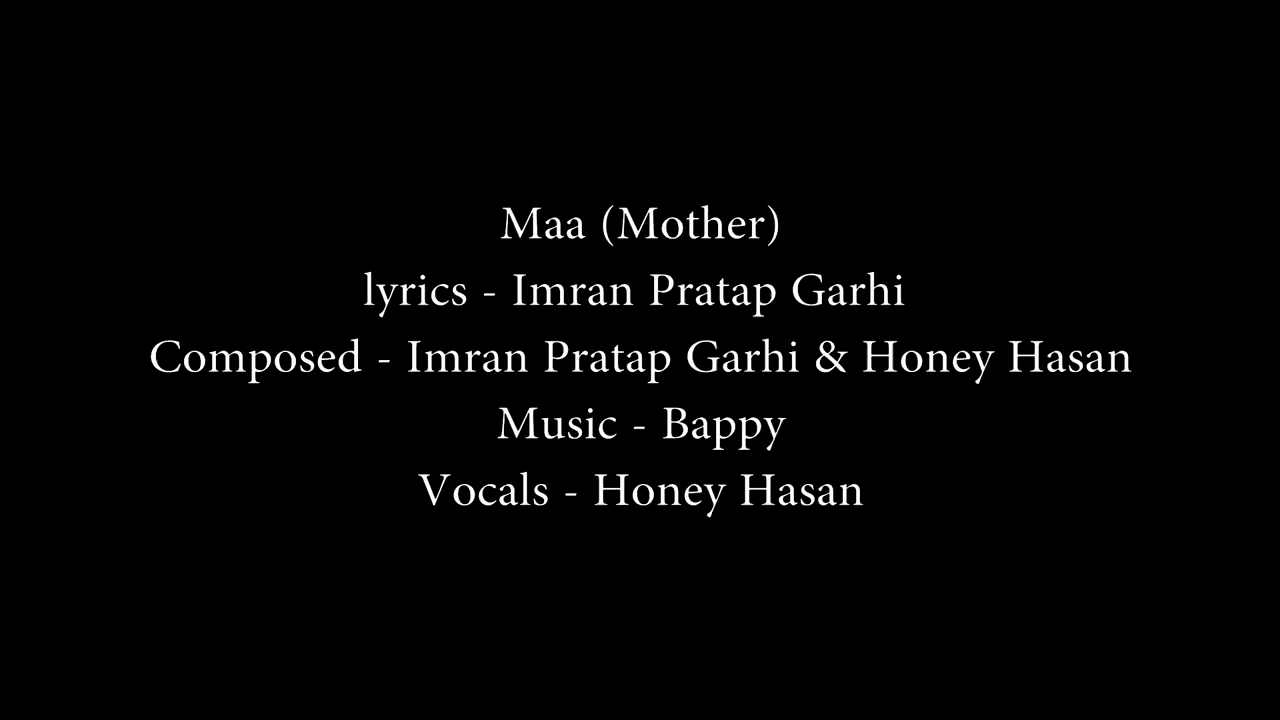 Maa (Mother)
lyrics - Imran Pratap Garhi
Composed - Imran Pratap Garhi & Honey Hasan
Music - Bappy
Vocals - Honey Hasan